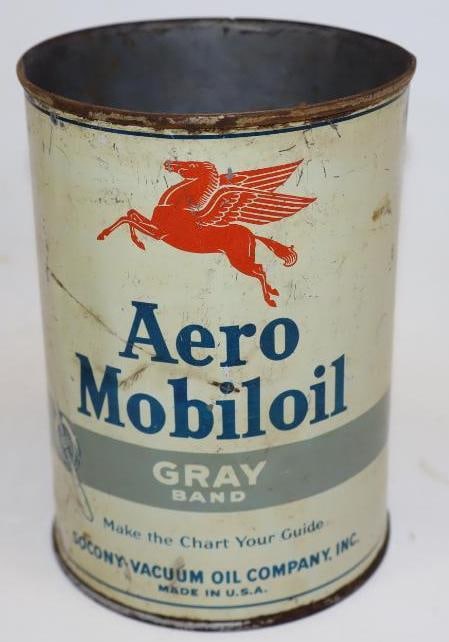 Aero
Mobiloil
GRAY
BAND
Make the Chart Your Guide
SOCONY-VACUUM OIL COMPANY, INC.
MADE IN U.S.A.